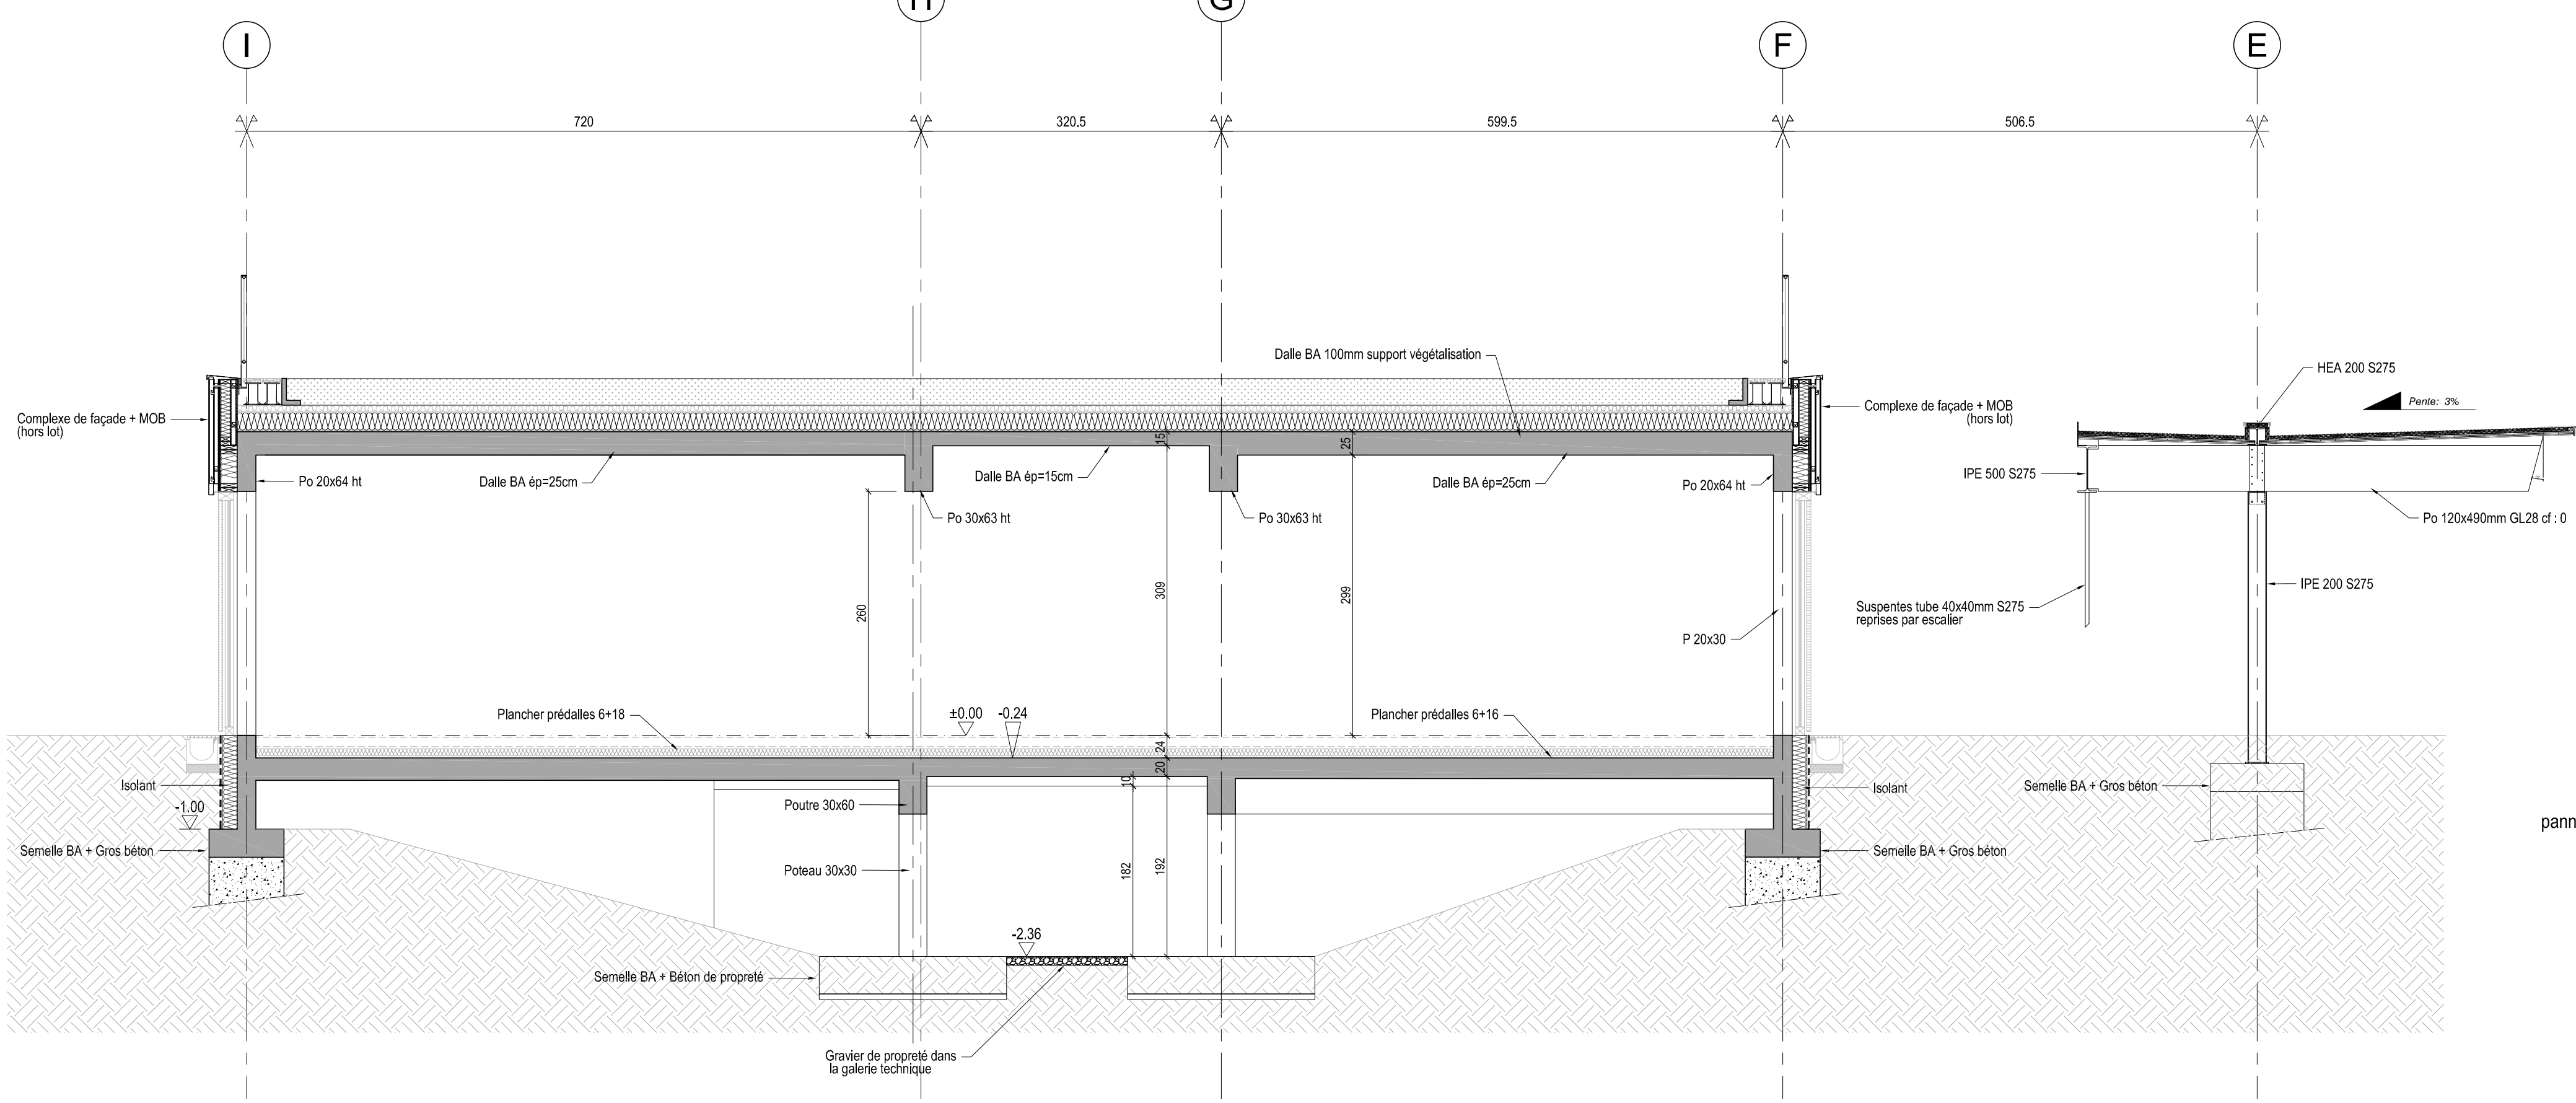 I
H
G
F
E
720
320.5
599.5
506.5
Dalle BA 100mm support végétalisation
HEA 200 S275
Pente: 3%
Complexe de façade + MOB
(hors lot)
Complexe de façade + MOB
(hors lot)
15
25
Po 20x64 ht
Dalle BA ép=25cm
Dalle BA ép=15cm
Dalle BA ép=25cm
Po 20x64 ht
IPE 500 S275
Po 30x63 ht
Po 30x63 ht
Po 120x490mm GL28 cf : 0
260
309
299
IPE 200 S275
Suspentes tube 40x40mm S275
reprises par escalier
P 20x30
Plancher prédalles 6+18
±0.00
-0.24
Plancher prédalles 6+16
24
20
10
Isolant
-1.00
Poutre 30x60
Isolant
Semelle BA + Gros béton
Semelle BA + Gros béton
Poteau 30x30
182
192
Semelle BA + Gros béton
pann
-2.36
Semelle BA + Béton de propreté
Gravier de propreté dans
la galerie technique